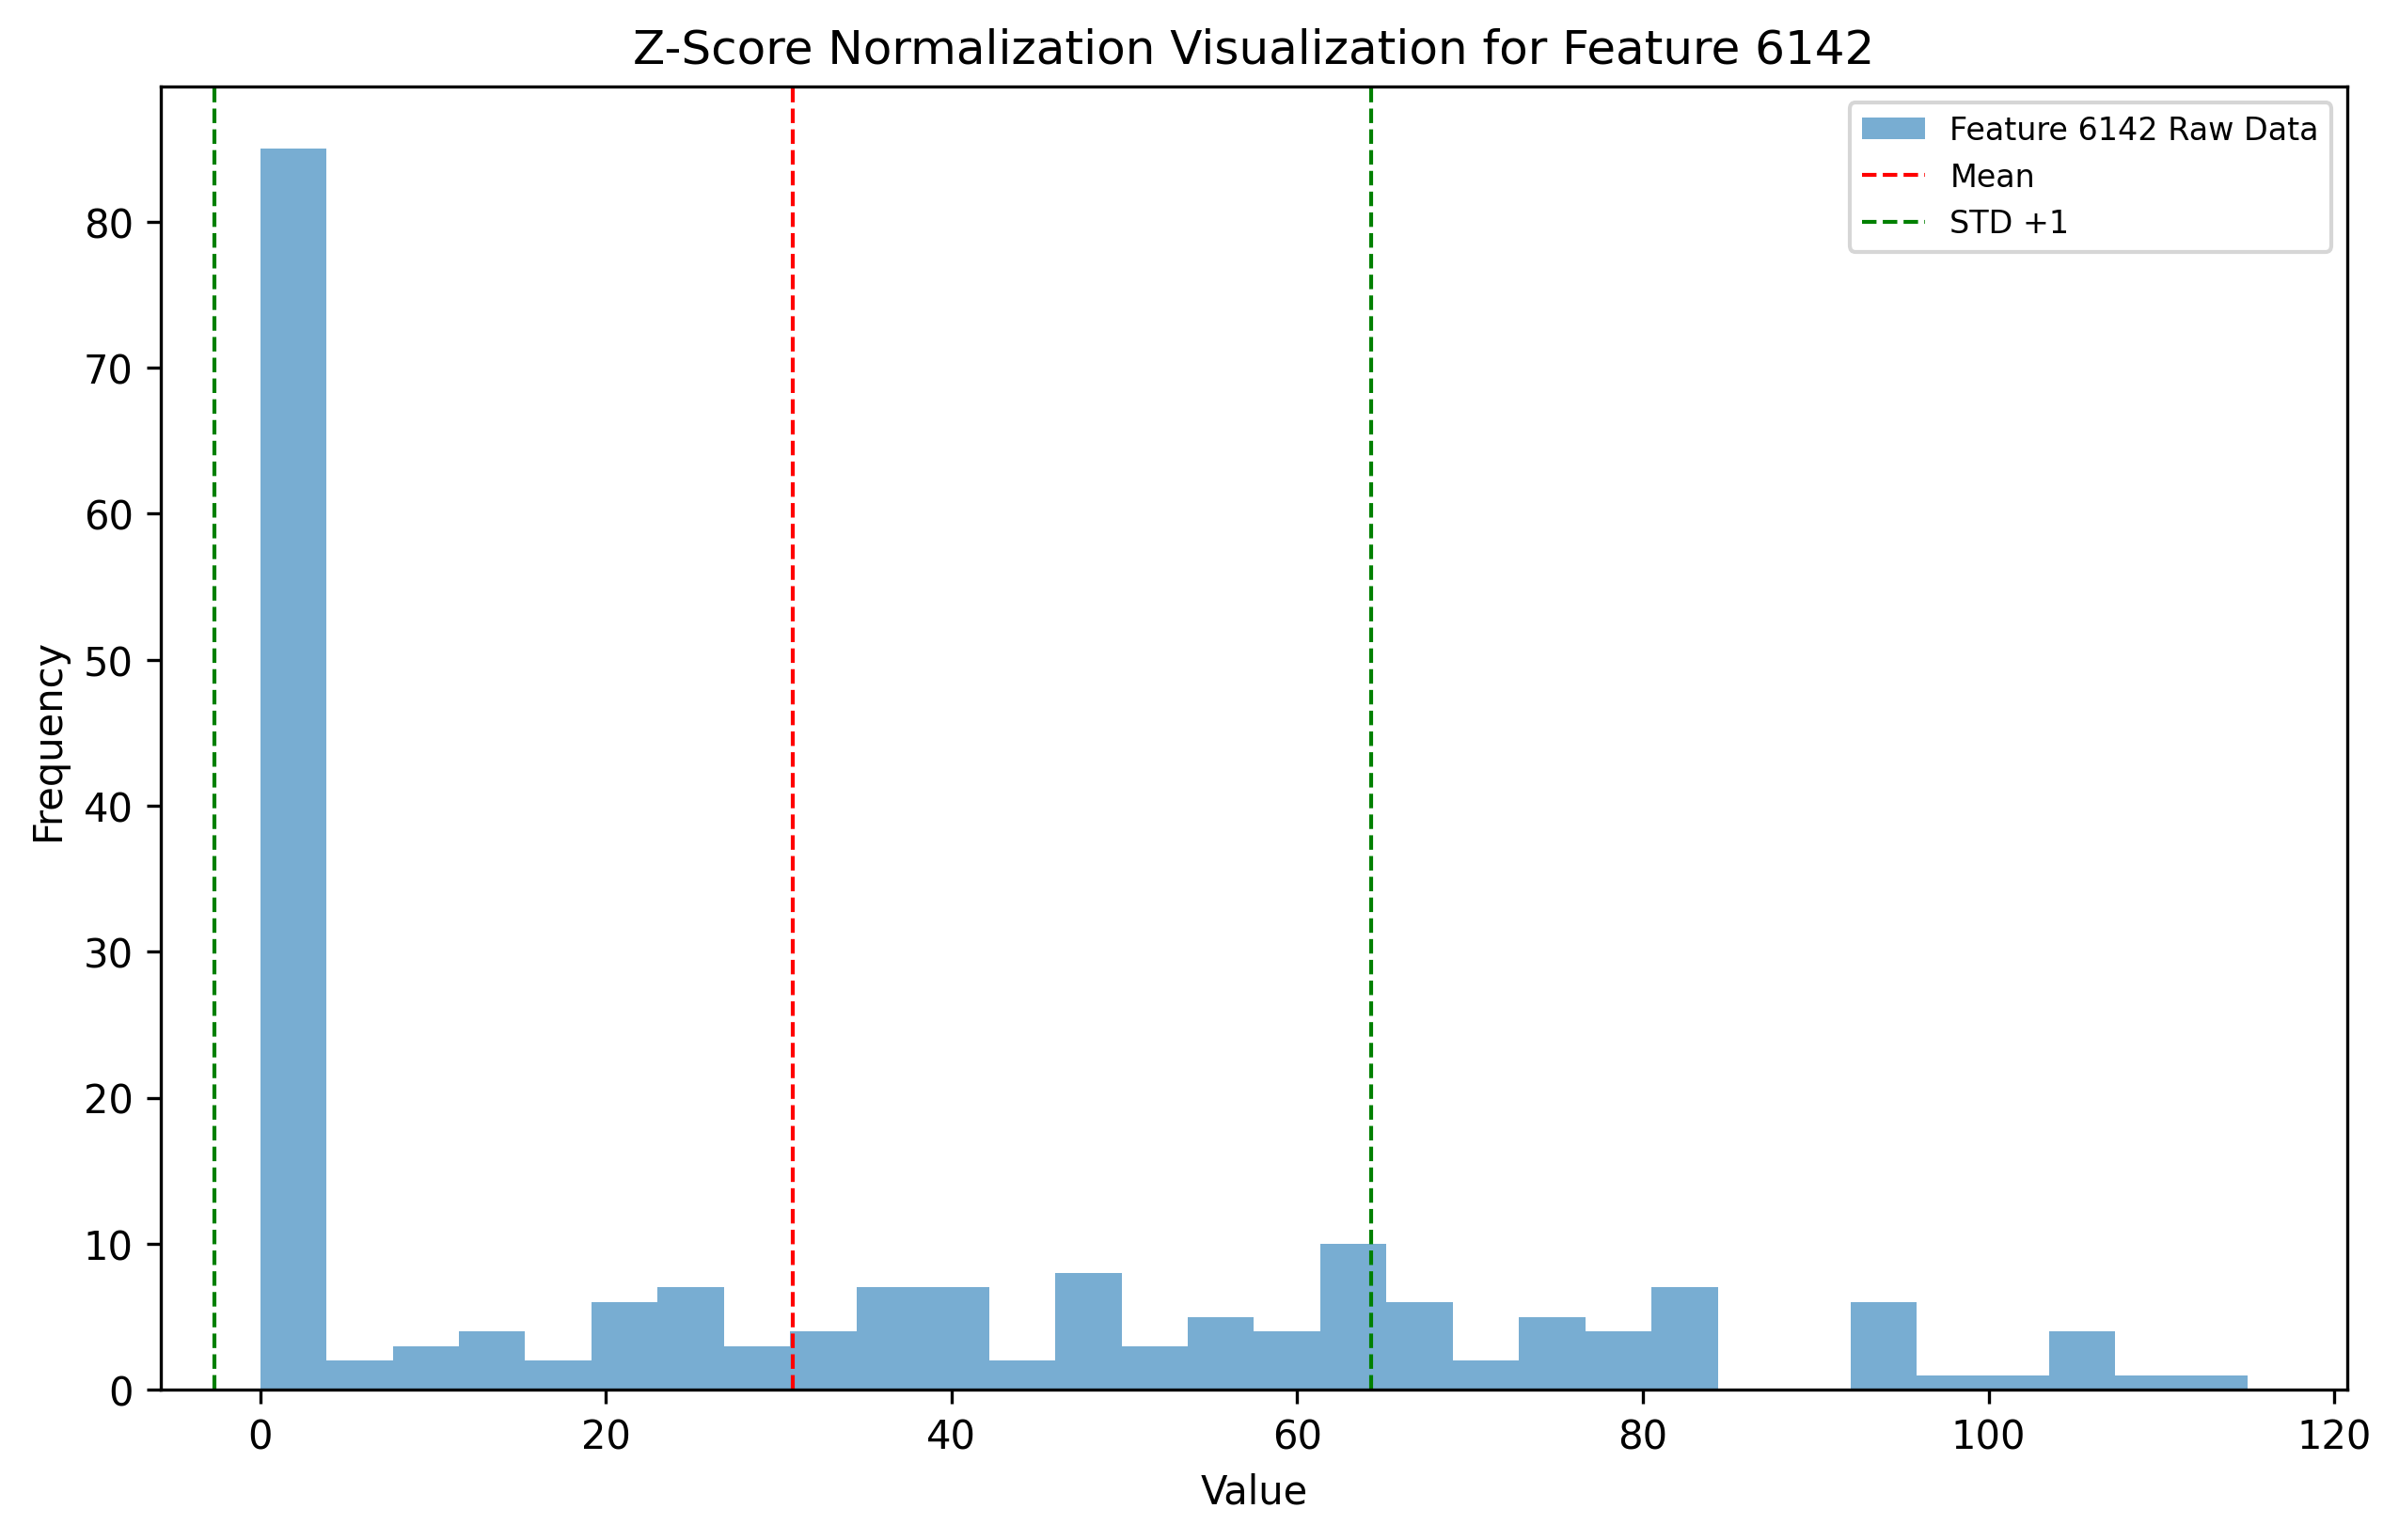 Z-Score Normalization Visualization for Feature 6142
Feature 6142 Raw Data
Mean
STD +1
80
70
60
50
40
30
20
10
0
Frequency
0 20 40 60 80 100 120
Value